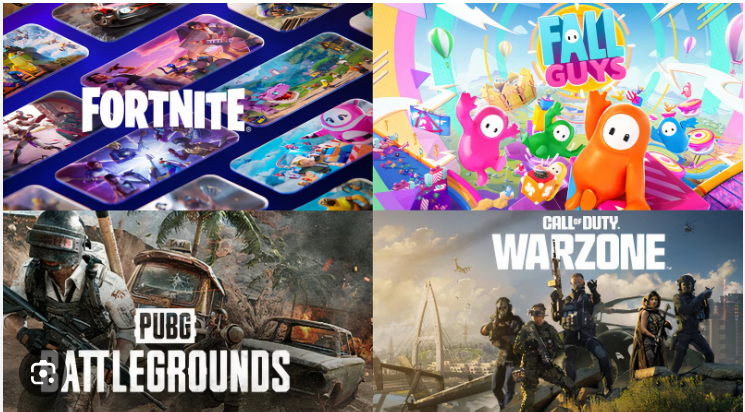 FORTNITE
FALL
GUYS
PUBG
BATTLEGROUNDS
CALL OF DUTY
WARZONE